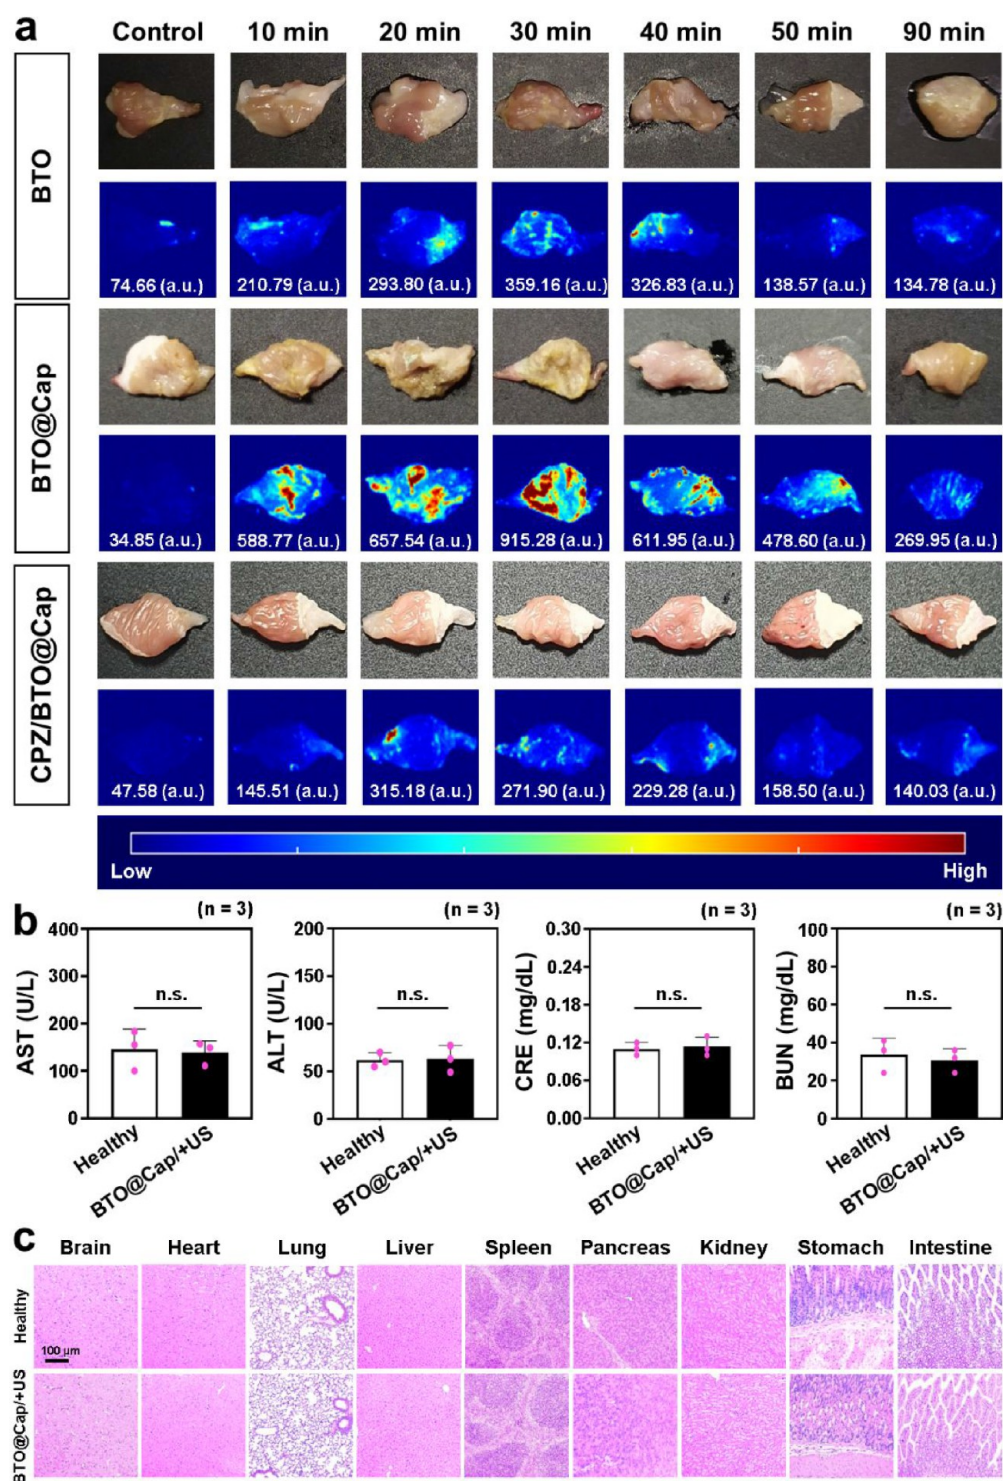 a
Control 10 min 20 min 30 min 40 min 50 min 90 min
BTO
74.66 (a.u.) 210.79 (a.u.) 293.80 (a.u.) 359.16 (a.u.) 326.83 (a.u.) 138.57 (a.u.) 134.78 (a.u.)
BTO@Cap
34.85 (a.u.) 588.77 (a.u.) 657.54 (a.u.) 915.28 (a.u.) 611.95 (a.u.) 478.60 (a.u.) 269.95 (a.u.)
CPZ/BTO@Cap
47.58 (a.u.) 145.51 (a.u.) 315.18 (a.u.) 271.90 (a.u.) 229.28 (a.u.) 158.50 (a.u.) 140.03 (a.u.)
Low High
b
(n = 3)
AST (U/L)
400
300
200
100
0
n.s.
Healthy
BTO@Cap/+US
(n = 3)
ALT (U/L)
200
150
100
50
0
n.s.
Healthy
BTO@Cap/+US
(n = 3)
CRE (mg/dL)
0.30
0.24
0.18
0.12
0.06
0.00
n.s.
Healthy
BTO@Cap/+US
(n = 3)
BUN (mg/dL)
100
80
60
40
20
0
n.s.
Healthy
BTO@Cap/+US
c
Brain Heart Lung Liver Spleen Pancreas Kidney Stomach Intestine
Healthy
100 μm
BTO@Cap/+US